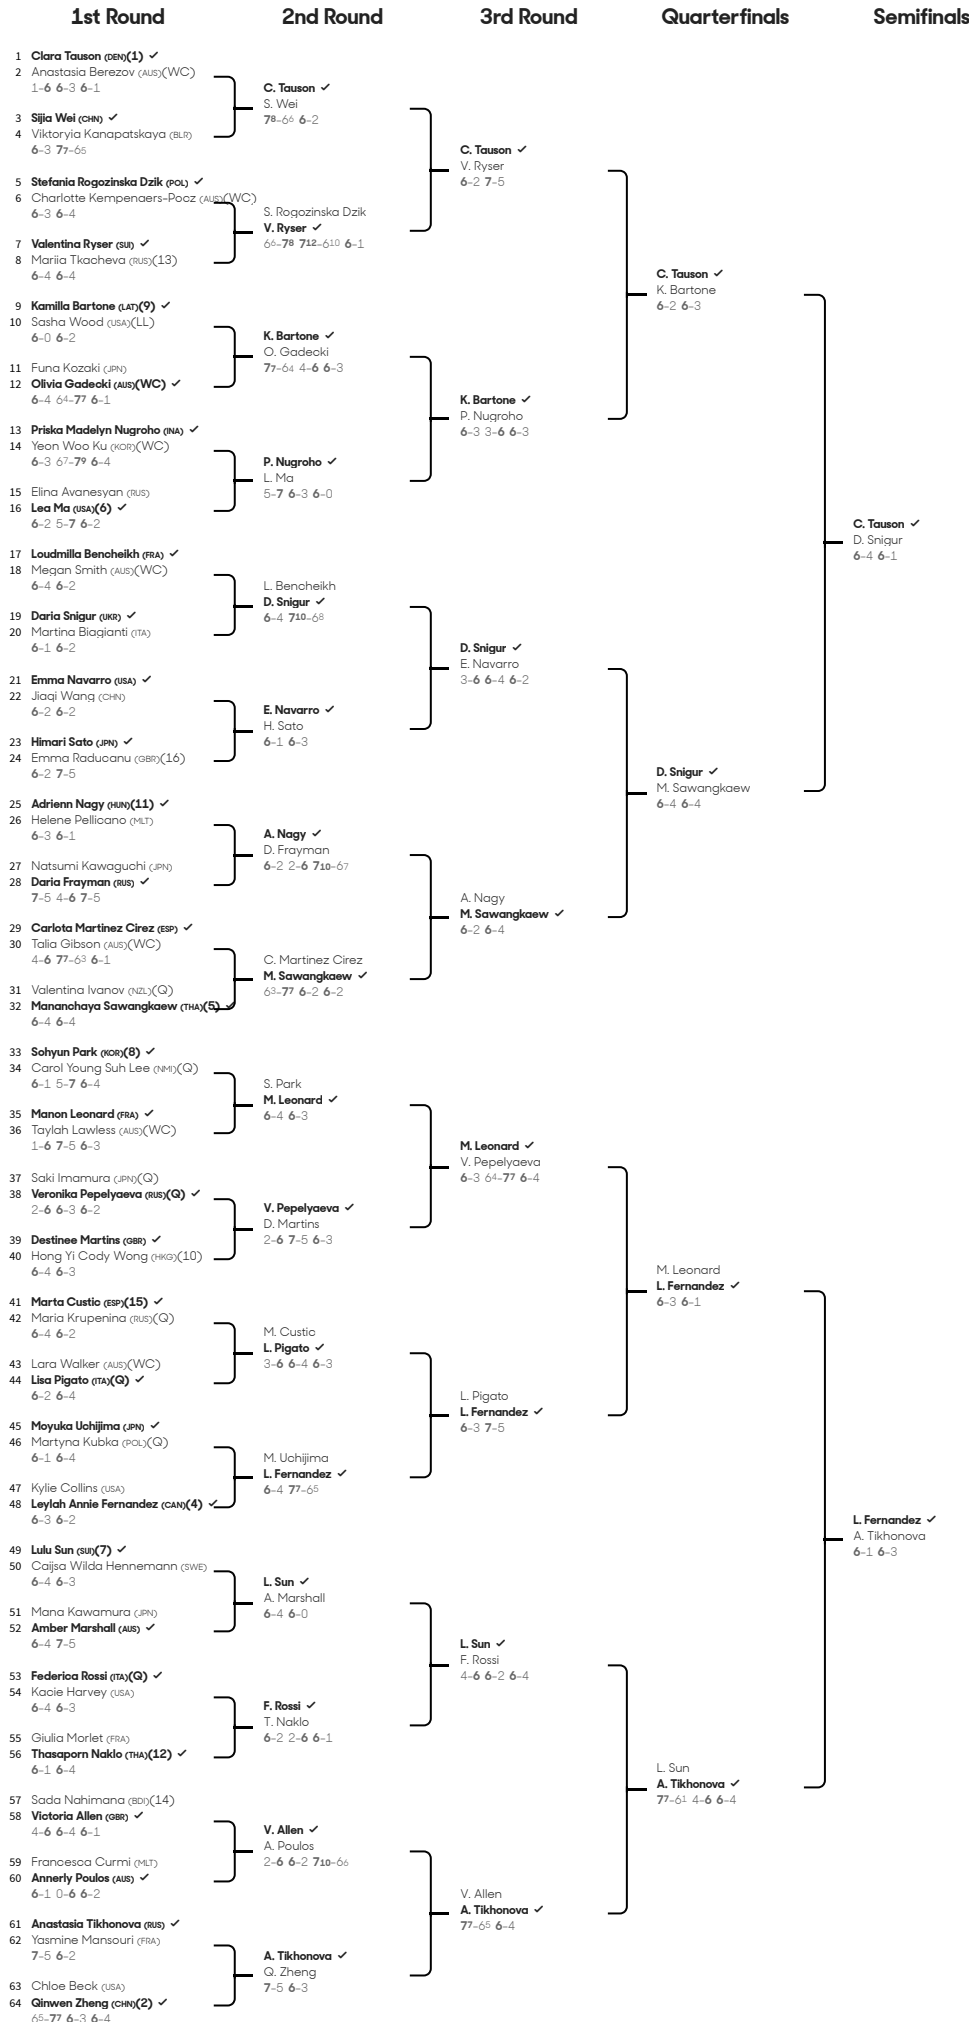 1st Round
2nd Round
3rd Round
Quarterfinals
Semifinals
1 Clara Tauson (DEN)(1) ✓
2 Anastasia Berezov (AUS)(WC)
1-6 6-3 6-1
3 Sijia Wei (CHN) ✓
4 Viktoryia Kanapatskaya (BLR)
6-3 7⁷-6⁵
5 Stefania Rogozinska Dzik (POL) ✓
6 Charlotte Kempenaers-Pocz (AUS)(WC)
6-3 6-4
7 Valentina Ryser (SUI) ✓
8 Mariia Tkacheva (RUS)(13)
6-4 6-4
9 Kamilla Bartone (LAT)(9) ✓
10 Sasha Wood (USA)(LL)
6-0 6-2
11 Funa Kozaki (JPN)
12 Olivia Gadecki (AUS)(WC) ✓
6-4 6⁴-7⁷ 6-1
13 Priska Madelyn Nugroho (INA) ✓
14 Yeon Woo Ku (KOR)(WC)
6-3 6⁷-7⁹ 6-4
15 Elina Avanesyan (RUS)
16 Lea Ma (USA)(6) ✓
6-2 5-7 6-2
17 Loudmilla Bencheikh (FRA) ✓
18 Megan Smith (AUS)(WC)
6-4 6-2
19 Daria Snigur (UKR) ✓
20 Martina Biagianti (ITA)
6-1 6-2
21 Emma Navarro (USA) ✓
22 Jiaqi Wang (CHN)
6-2 6-2
23 Himari Sato (JPN) ✓
24 Emma Raducanu (GBR)(16)
6-2 7-5
25 Adrienn Nagy (HUN)(11) ✓
26 Helene Pellicano (MLT)
6-3 6-1
27 Natsumi Kawaguchi (JPN)
28 Daria Frayman (RUS) ✓
7-5 4-6 7-5
29 Carlota Martinez Cirez (ESP) ✓
30 Talia Gibson (AUS)(WC)
4-6 7⁷-6³ 6-1
31 Valentina Ivanov (NZL)(Q)
32 Mananchaya Sawangkaew (THA)(5) ✓
6-4 6-4
33 Sohyun Park (KOR)(8) ✓
34 Carol Young Suh Lee (NMI)(Q)
6-1 5-7 6-4
35 Manon Leonard (FRA) ✓
36 Taylah Lawless (AUS)(WC)
1-6 7-5 6-3
37 Saki Imamura (JPN)(Q)
38 Veronika Pepelyaeva (RUS)(Q) ✓
2-6 6-3 6-2
39 Destinee Martins (GBR) ✓
40 Hong Yi Cody Wong (HKG)(10)
6-4 6-3
41 Marta Custic (ESP)(15) ✓
42 Maria Krupenina (RUS)(Q)
6-4 6-2
43 Lara Walker (AUS)(WC)
44 Lisa Pigato (ITA)(Q) ✓
6-2 6-4
45 Moyuka Uchijima (JPN) ✓
46 Martyna Kubka (POL)(Q)
6-1 6-4
47 Kylie Collins (USA)
48 Leylah Annie Fernandez (CAN)(4) ✓
6-3 6-2
49 Lulu Sun (SUI)(7) ✓
50 Caijsa Wilda Hennemann (SWE)
6-4 6-3
51 Mana Kawamura (JPN)
52 Amber Marshall (AUS) ✓
6-4 7-5
53 Federica Rossi (ITA)(Q) ✓
54 Kacie Harvey (USA)
6-4 6-3
55 Giulia Morlet (FRA)
56 Thasaporn Naklo (THA)(12) ✓
6-1 6-4
57 Sada Nahimana (BDI)(14)
58 Victoria Allen (GBR) ✓
4-6 6-4 6-1
59 Francesca Curmi (MLT)
60 Annerly Poulos (AUS) ✓
6-1 0-6 6-2
61 Anastasia Tikhonova (RUS) ✓
62 Yasmine Mansouri (FRA)
7-5 6-2
63 Chloe Beck (USA)
64 Qinwen Zheng (CHN)(2) ✓
6⁵-7⁷ 6-3 6-4
C. Tauson ✓
S. Wei
7⁸-6⁶ 6-2
S. Rogozinska Dzik
V. Ryser ✓
6⁶-7⁸ 7¹²-6¹⁰ 6-1
K. Bartone ✓
O. Gadecki
7⁷-6⁴ 4-6 6-3
P. Nugroho ✓
L. Ma
5-7 6-3 6-0
L. Bencheikh
D. Snigur ✓
6-4 7¹⁰-6⁸
E. Navarro ✓
H. Sato
6-1 6-3
A. Nagy ✓
D. Frayman
6-2 2-6 7¹⁰-6⁷
C. Martinez Cirez
M. Sawangkaew ✓
6³-7⁷ 6-2 6-2
S. Park
M. Leonard ✓
6-4 6-3
V. Pepelyaeva ✓
D. Martins
2-6 7-5 6-3
M. Custic
L. Pigato ✓
3-6 6-4 6-3
M. Uchijima
L. Fernandez ✓
6-4 7⁷-6⁵
L. Sun ✓
A. Marshall
6-4 6-0
F. Rossi ✓
T. Naklo
6-2 2-6 6-1
V. Allen ✓
A. Poulos
2-6 6-2 7¹⁰-6⁶
A. Tikhonova ✓
Q. Zheng
7-5 6-3
C. Tauson ✓
V. Ryser
6-2 7-5
K. Bartone ✓
P. Nugroho
6-3 3-6 6-3
D. Snigur ✓
E. Navarro
3-6 6-4 6-2
A. Nagy
M. Sawangkaew ✓
6-2 6-4
M. Leonard ✓
V. Pepelyaeva
6-3 6⁴-7⁷ 6-4
L. Pigato
L. Fernandez ✓
6-3 7-5
L. Sun ✓
F. Rossi
4-6 6-2 6-4
V. Allen
A. Tikhonova ✓
7⁷-6⁵ 6-4
C. Tauson ✓
K. Bartone
6-2 6-3
D. Snigur ✓
M. Sawangkaew
6-4 6-4
M. Leonard
L. Fernandez ✓
6-3 6-1
L. Sun
A. Tikhonova ✓
7⁷-6¹ 4-6 6-4
C. Tauson ✓
D. Snigur
6-4 6-1
L. Fernandez ✓
A. Tikhonova
6-1 6-3